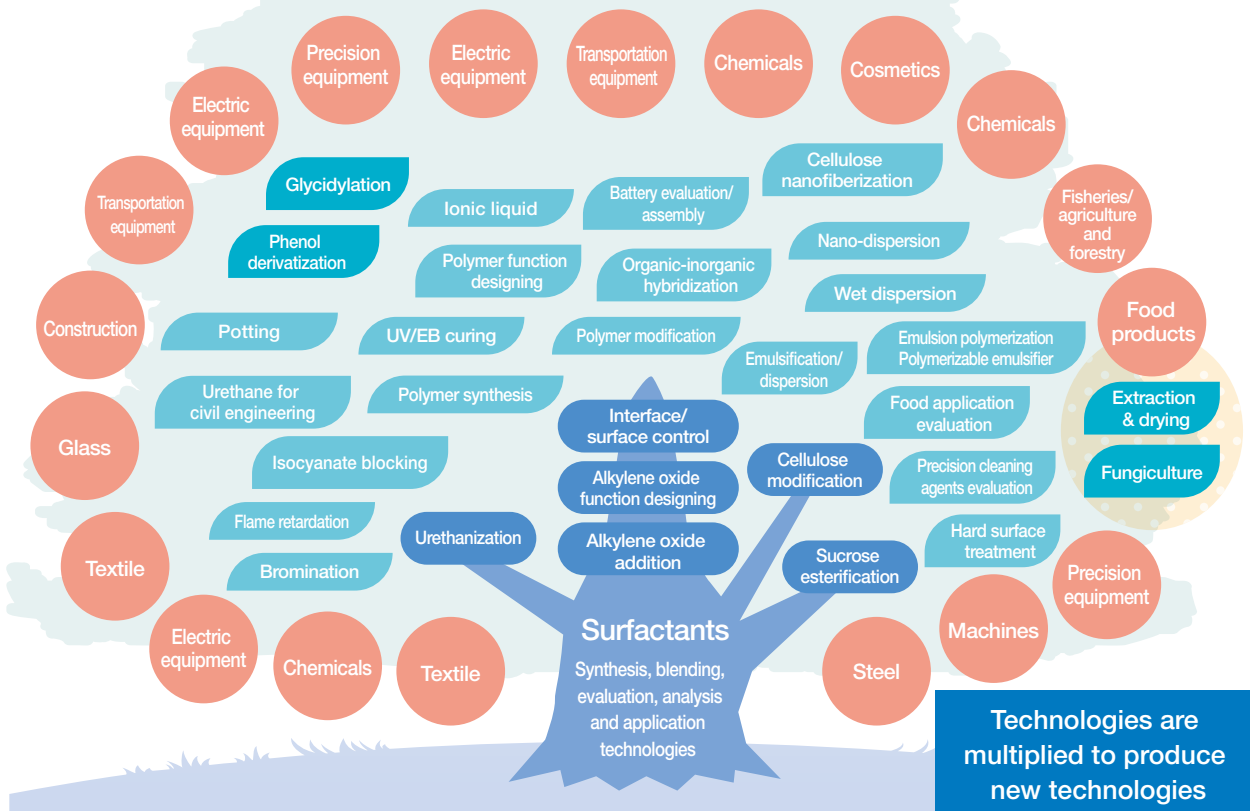 Precision
equipment
Electric
equipment
Transportation
equipment
Chemicals
Cosmetics
Electric
equipment
Chemicals
Transportation
equipment
Fisheries/
agriculture
and
forestry
Construction
Food
products
Glass
Textile
Electric
equipment
Chemicals
Textile
Steel
Machines
Precision
equipment
Glycidylation
Phenol
derivatization
Ionic liquid
Battery evaluation/
assembly
Cellulose
nanofiberization
Polymer function
designing
Organic-inorganic
hybridization
Nano-dispersion
Wet dispersion
Potting
UV/EB curing
Polymer modification
Emulsification/
dispersion
Emulsion polymerization
Polymerizable emulsifier
Urethane for
civil engineering
Polymer synthesis
Food application
evaluation
Extraction
& drying
Fungiculture
Isocyanate blocking
Precision cleaning
agents evaluation
Flame retardation
Hard surface
treatment
Bromination
Interface/
surface control
Alkylene oxide
function designing
Alkylene oxide
addition
Cellulose
modification
Urethanization
Sucrose
esterification
Surfactants
Synthesis, blending,
evaluation, analysis
and application
technologies
Technologies are
multiplied to produce
new technologies